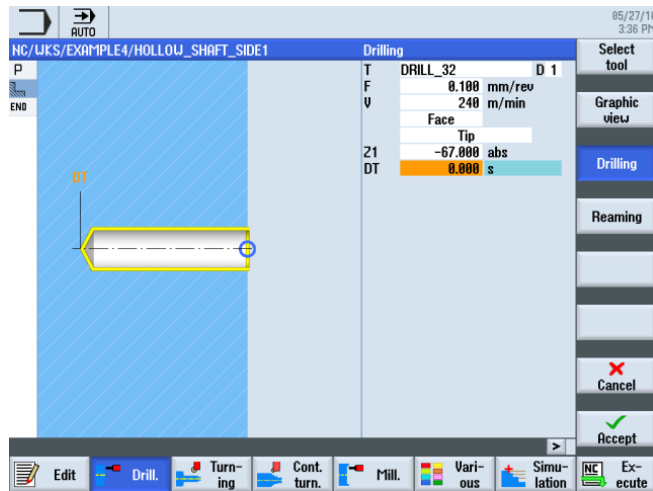 AUTO
05/27/10
3:36 PM
NC/WKS/EXAMPLE4/HOLLOW_SHAFT_SIDE1
P
END
DT
Drilling
T DRILL_32 D 1
F 0.100 mm/rev
V 240 m/min
Face
Tip
Z1 -67.000 abs
DT 0.000 s
>
Select
tool
Graphic
view
Drilling
Reaming
Cancel
Accept
Edit
Drill.
Turn-
ing
Cont.
turn.
Mill.
Vari-
ous
Simu-
lation
NC
Ex-
ecute